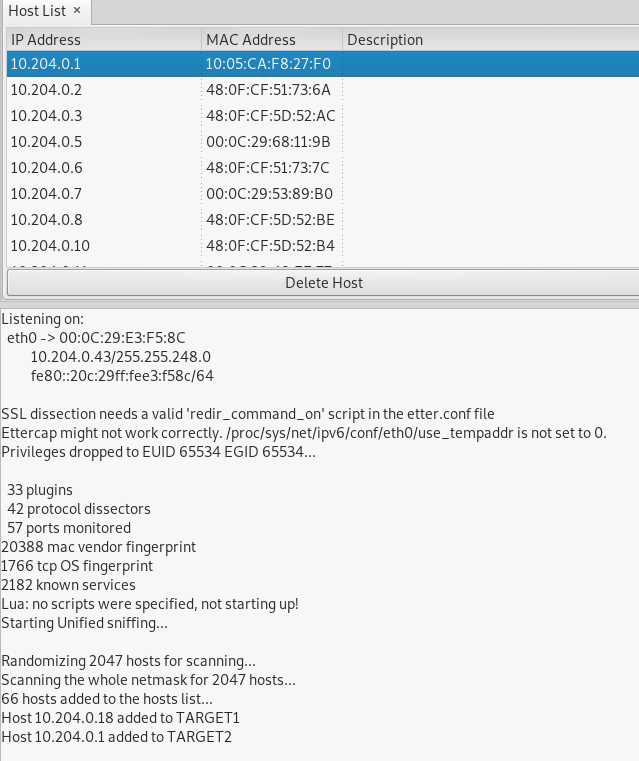 Host List ×
IP Address MAC Address Description
10.204.0.1 10:05:CA:F8:27:F0
10.204.0.2 48:0F:CF:51:73:6A
10.204.0.3 48:0F:CF:5D:52:AC
10.204.0.5 00:0C:29:68:11:9B
10.204.0.6 48:0F:CF:51:73:7C
10.204.0.7 00:0C:29:53:89:B0
10.204.0.8 48:0F:CF:5D:52:BE
10.204.0.10 48:0F:CF:5D:52:B4
Delete Host
Listening on:
eth0 -> 00:0C:29:E3:F5:8C
10.204.0.43/255.255.248.0
fe80::20c:29ff:fee3:f58c/64
SSL dissection needs a valid 'redir_command_on' script in the etter.conf file
Ettercap might not work correctly. /proc/sys/net/ipv6/conf/eth0/use_tempaddr is not set to 0.
Privileges dropped to EUID 65534 EGID 65534...
33 plugins
42 protocol dissectors
57 ports monitored
20388 mac vendor fingerprint
1766 tcp OS fingerprint
2182 known services
Lua: no scripts were specified, not starting up!
Starting Unified sniffing...
Randomizing 2047 hosts for scanning...
Scanning the whole netmask for 2047 hosts...
66 hosts added to the hosts list...
Host 10.204.0.18 added to TARGET1
Host 10.204.0.1 added to TARGET2